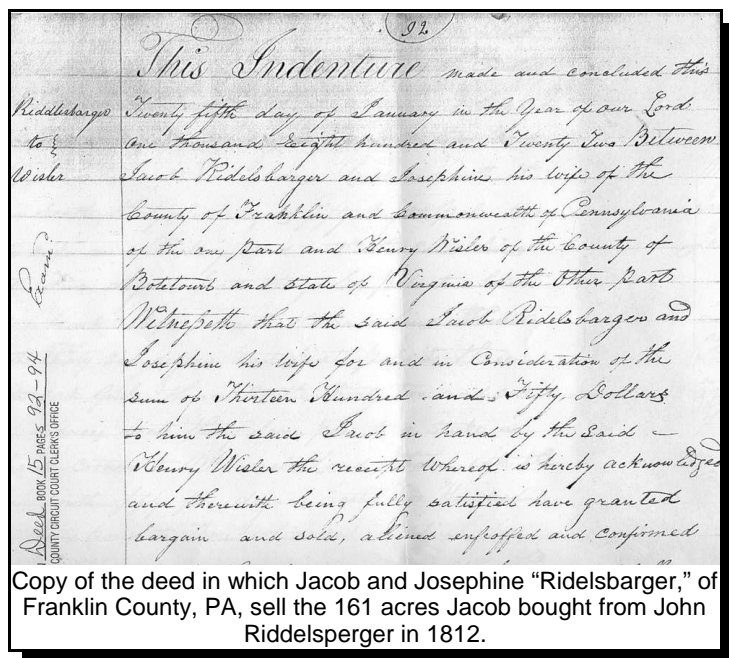 92
This Indenture made and concluded this
Riddlesbarger
to
Wisler
Twenty fifth day of January in the Year of our Lord
One thousand Eight hundred and Twenty Two Between
Jacob Ridelsbarger and Josephine his wife of the
County of Franklin and Commonwealth of Pennsylvania
of the one part and Henry Wisler of the County of
Botetourt and state of Virginia of the Other part
Witnesseth that the said Jacob Ridelsbarger and
Josephine his wife for and in Consideration of the
sum of Thirteen Hundred and Fifty Dollars
to him the said Jacob in hand by the said –
Henry Wisler the receipt whereof is hereby acknowledged
and therewith being fully satisfied have granted
bargain and sold, aliened enfeoffed and confirmed
Exam.d
Deed BOOK 15 PAGES 92-94
COUNTY CIRCUIT COURT CLERK'S OFFICE
Copy of the deed in which Jacob and Josephine “Ridelsbarger,” of
Franklin County, PA, sell the 161 acres Jacob bought from John
Riddelsperger in 1812.